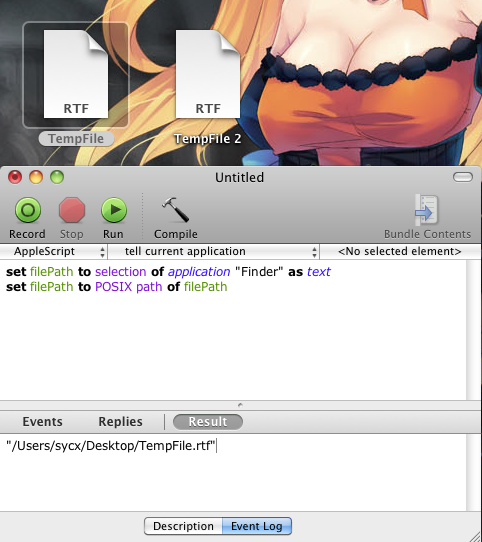 RTF RTF
TempFile TempFile 2
Untitled
Record Stop Run Compile Bundle Contents
AppleScript tell current application <No selected element>
set filePath to selection of application "Finder" as text
set filePath to POSIX path of filePath
Events Replies Result
"/Users/sycx/Desktop/TempFile.rtf"
Description Event Log